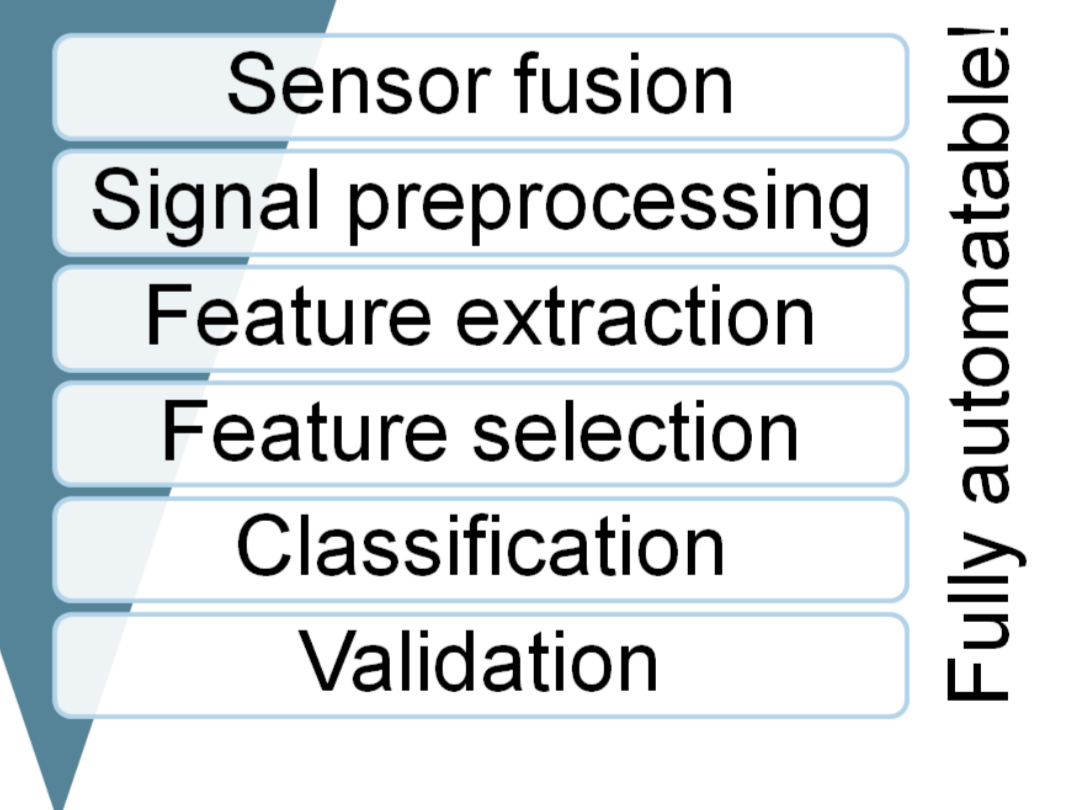 Sensor fusion
Signal preprocessing
Feature extraction
Feature selection
Classification
Validation
Fully automatable!